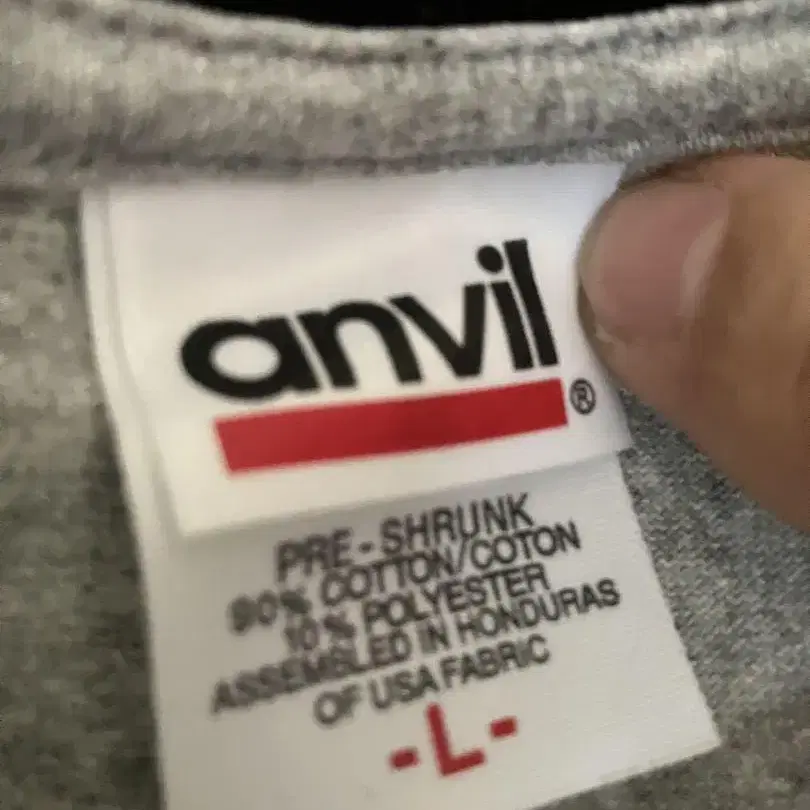 anvil®
PRE-SHRUNK
90% COTTON/COTON
10% POLYESTER
ASSEMBLED IN HONDURAS
OF USA FABRIC
-L-